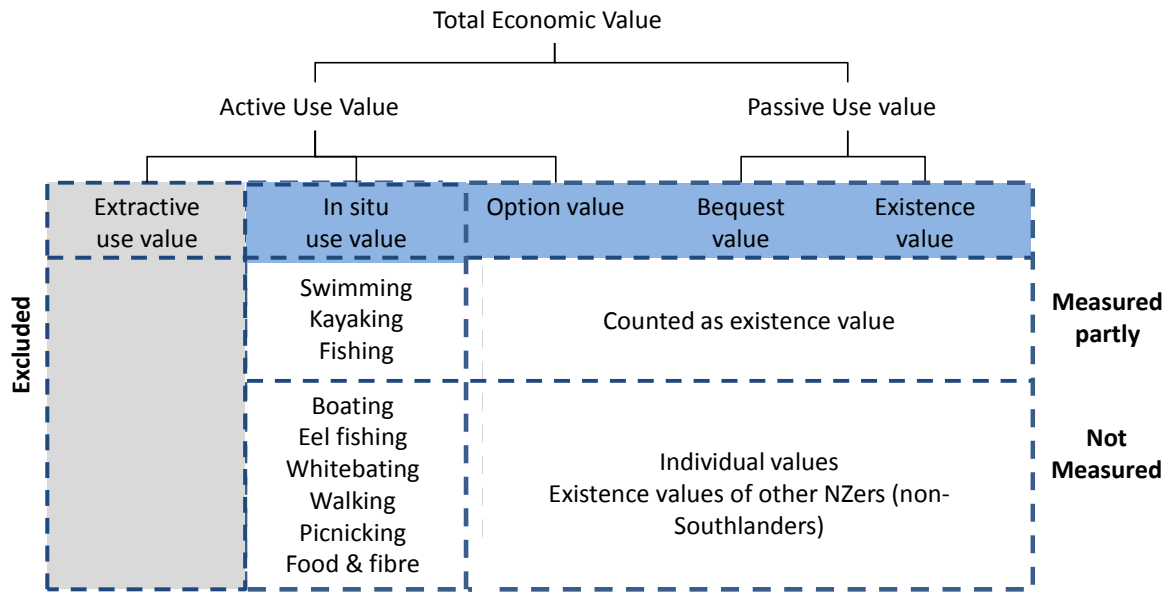 Total Economic Value
Active Use Value
Passive Use value
Extractive
use value
In situ
use value
Option value
Bequest
value
Existence
value
Excluded
Swimming
Kayaking
Fishing
Counted as existence value
Measured
partly
Boating
Eel fishing
Whitebating
Walking
Picnicking
Food & fibre
Individual values
Existence values of other NZers (non-
Southlanders)
Not
Measured